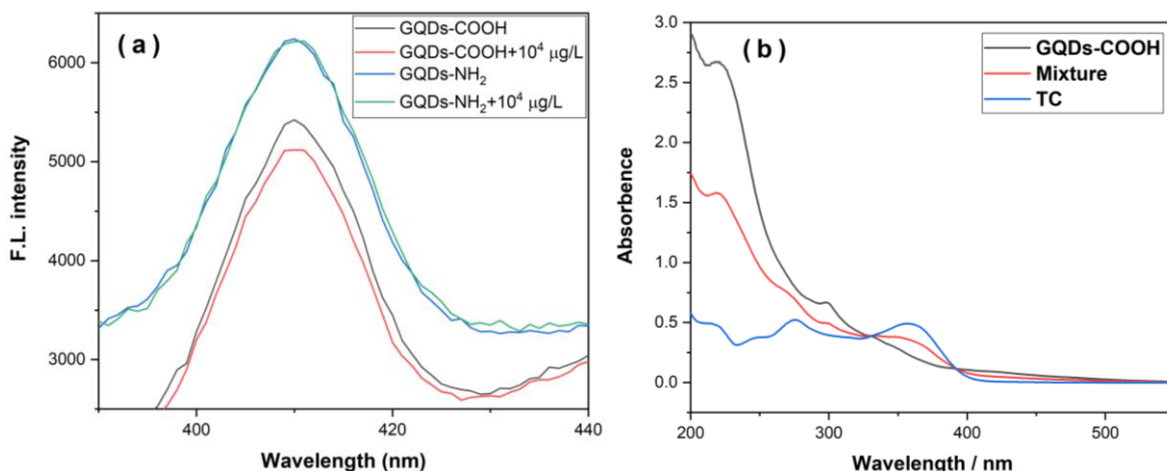 ( a )
GQDs-COOH
GQDs-COOH+10⁴ μg/L
GQDs-NH₂
GQDs-NH₂+10⁴ μg/L
6000
5000
4000
3000
F.L. intensity
400
420
440
Wavelength (nm)
( b )
GQDs-COOH
Mixture
TC
3.0
2.5
2.0
1.5
1.0
0.5
0.0
Absorbence
200
300
400
500
Wavelength / nm